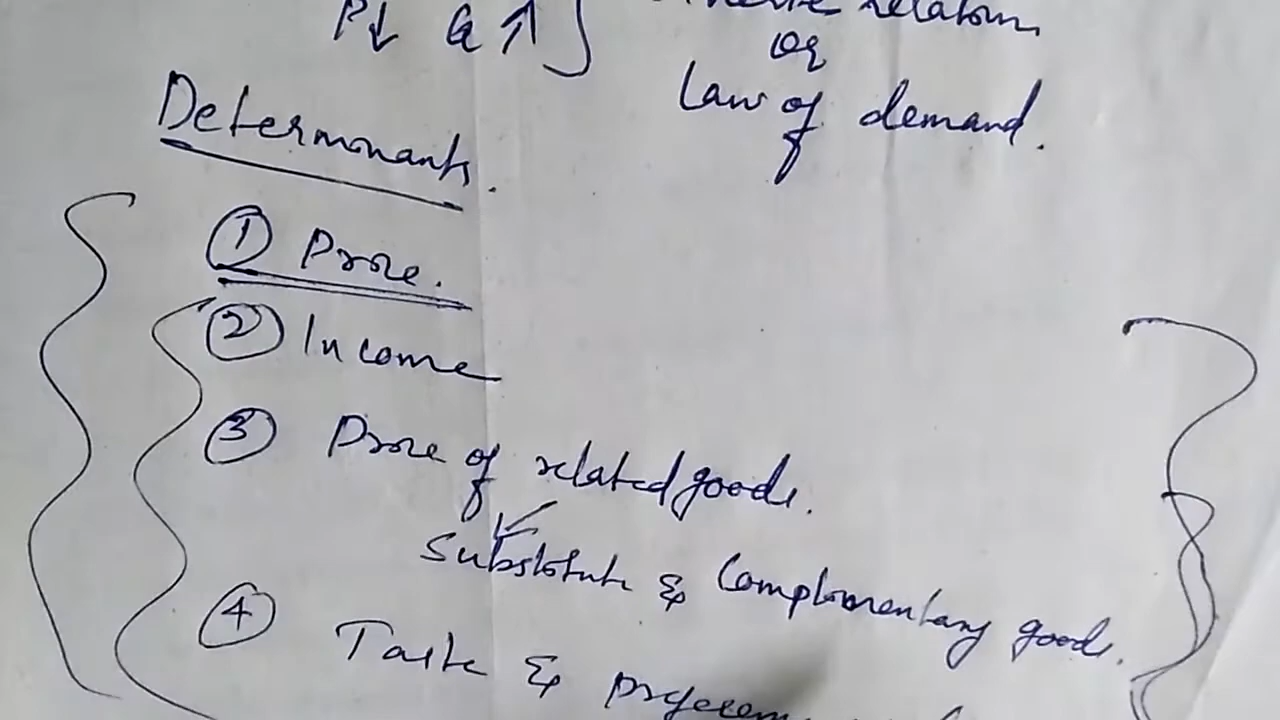 P↓ Q ↑ ] relation
or
Law of demand.
Determinants.
① Price.
② Income
③ Price of related goods.
Substitute & Complementary goods.
④ Taste &